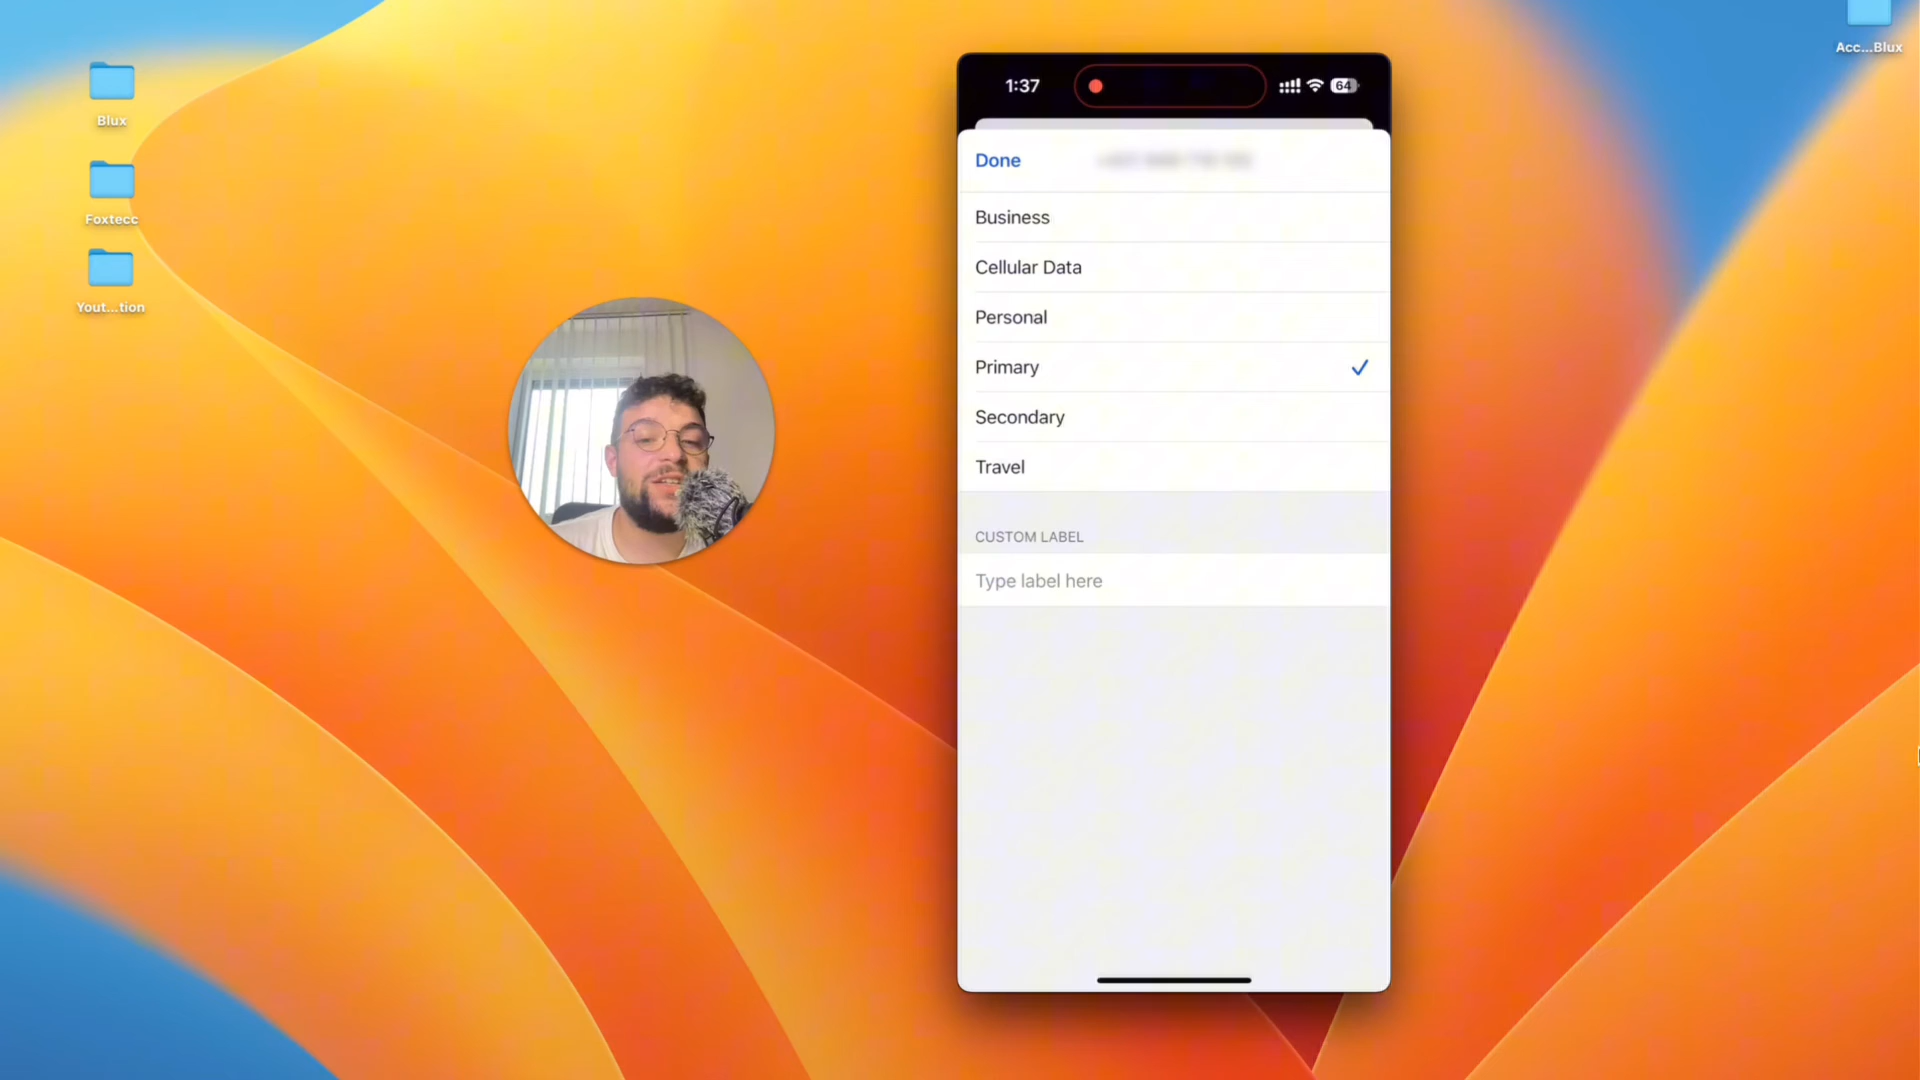 Acc...Blux
Blux
Foxtecc
Yout...tion
1:37
64
Done
Business
Cellular Data
Personal
Primary
Secondary
Travel
CUSTOM LABEL
Type label here